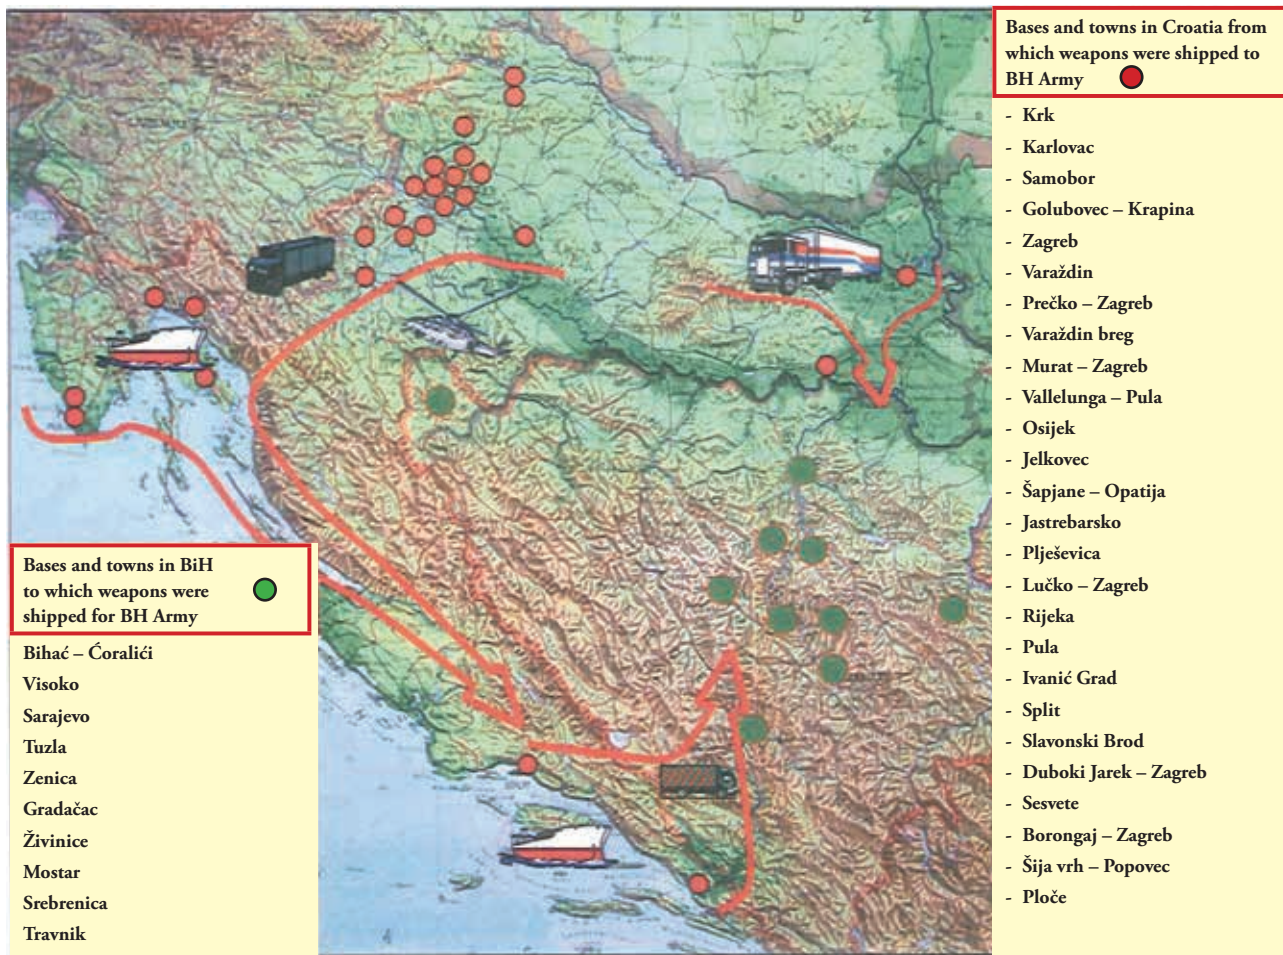 Bases and towns in Croatia from
which weapons were shipped to
BH Army
- Krk
- Karlovac
- Samobor
- Golubovec – Krapina
- Zagreb
- Varaždin
- Prečko – Zagreb
- Varaždin breg
- Murat – Zagreb
- Vallelunga – Pula
- Osijek
- Jelkovec
- Šapjane – Opatija
- Jastrebarsko
- Plješevica
- Lučko – Zagreb
- Rijeka
- Pula
- Ivanić Grad
- Split
- Slavonski Brod
- Duboki Jarek – Zagreb
- Sesvete
- Borongaj – Zagreb
- Šija vrh – Popovec
- Ploče
Bases and towns in BiH
to which weapons were
shipped for BH Army
Bihać – Ćoralići
Visoko
Sarajevo
Tuzla
Zenica
Gradačac
Živinice
Mostar
Srebrenica
Travnik